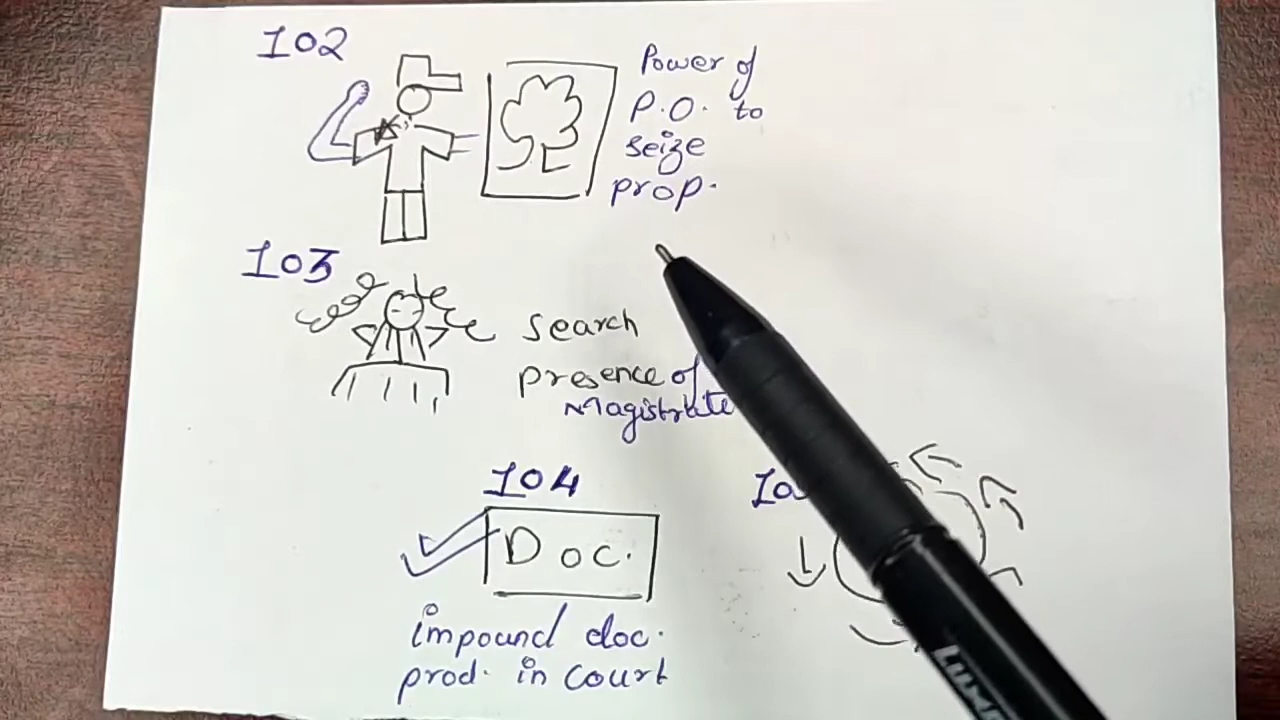 102
Power of
P.O. to
seize
prop.
103
Search
presence of
Magistrate
104
Doc.
impound doc.
prod. in court